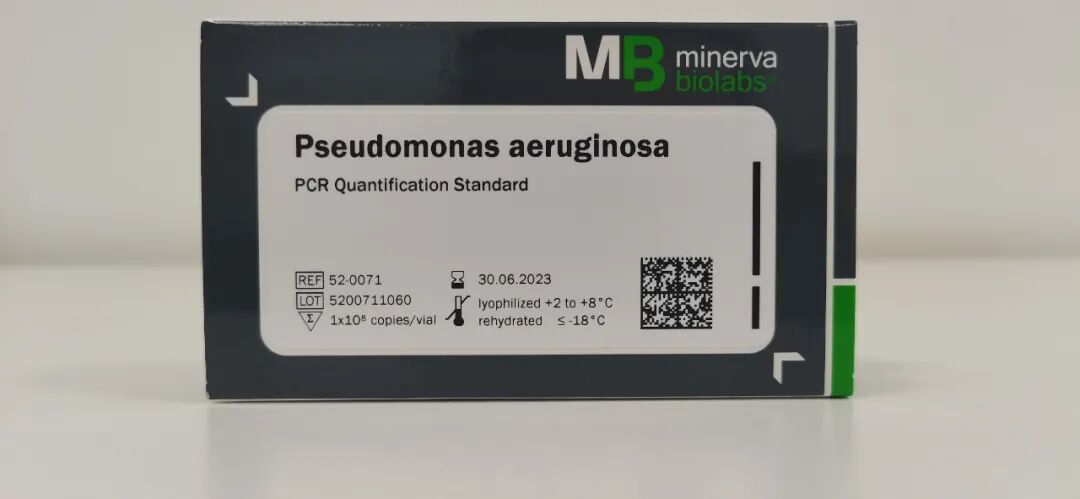 MB minerva
biolabs®
Pseudomonas aeruginosa
PCR Quantification Standard
REF 52-0071
LOT 5200711060
Σ 1x10⁸ copies/vial
30.06.2023
lyophilized +2 to +8°C
rehydrated ≤ -18°C